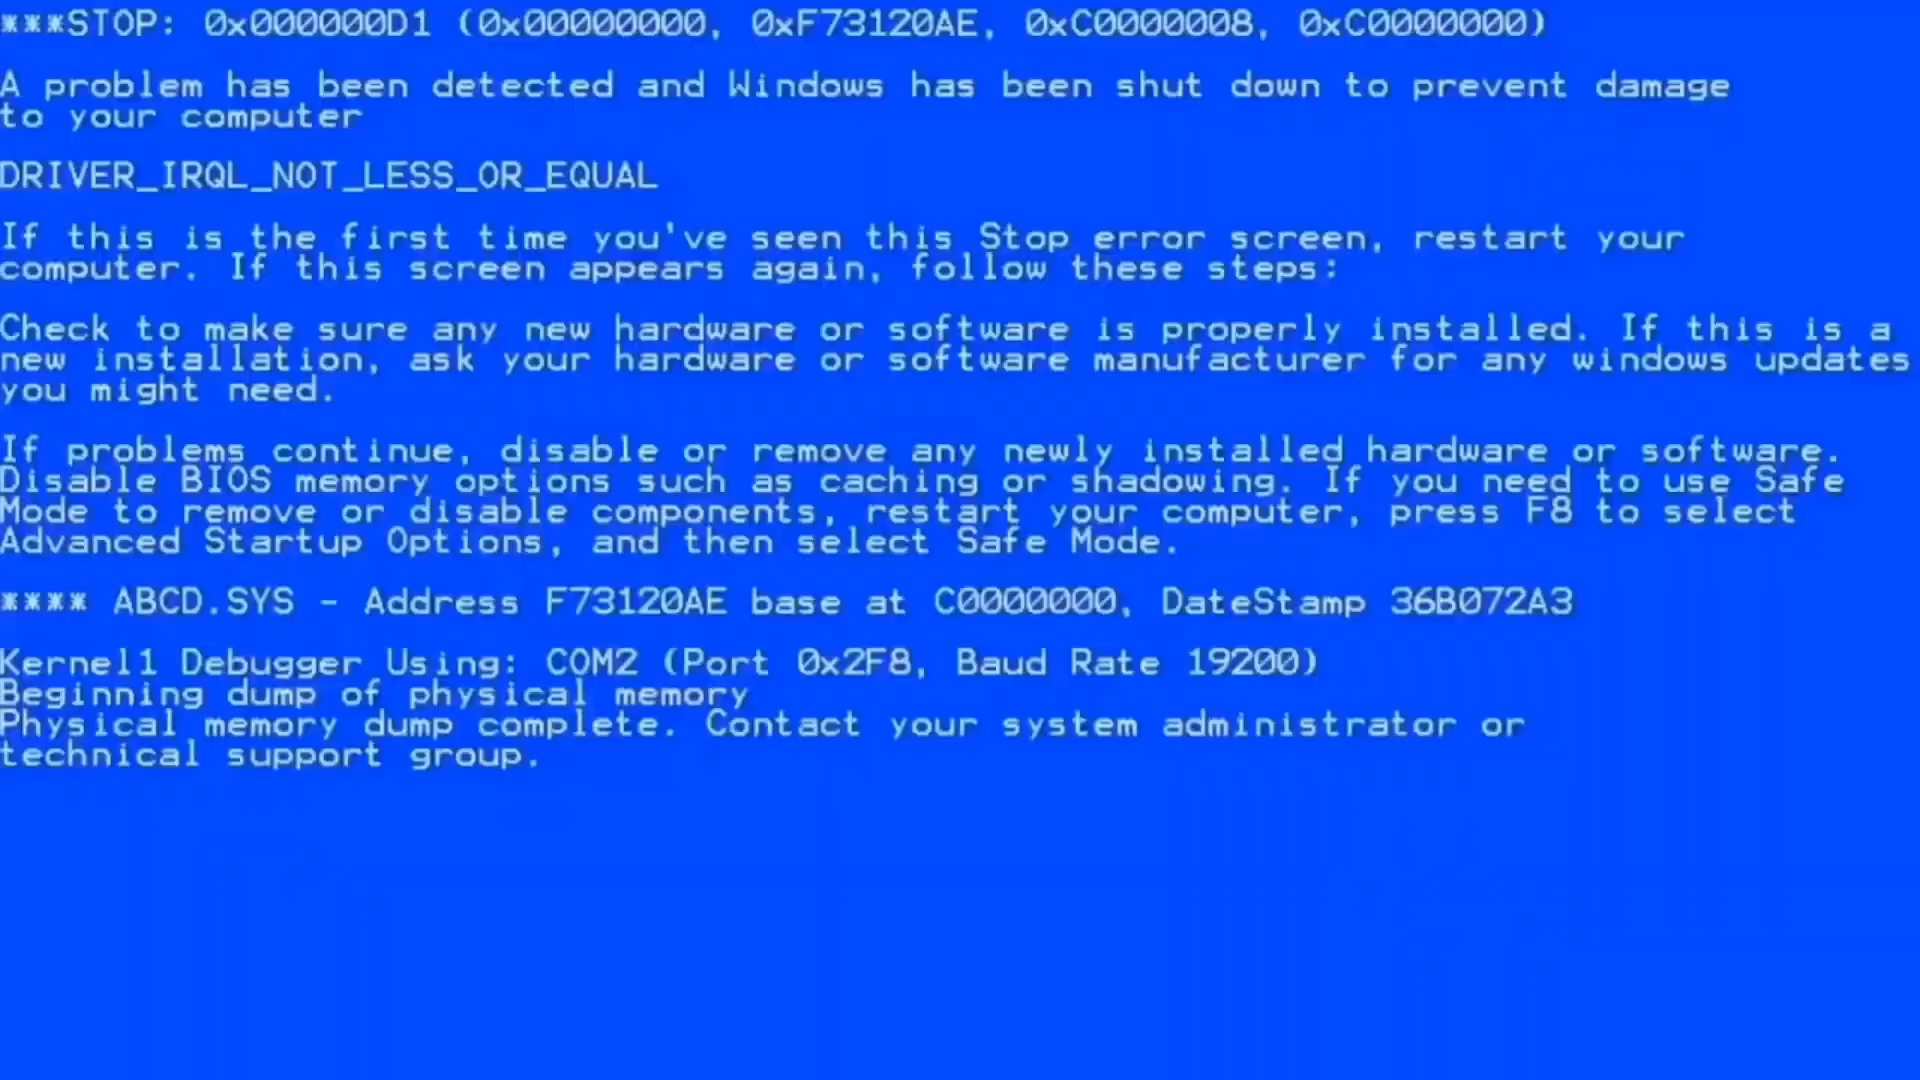 ***STOP: 0x000000D1 (0x00000000, 0xF73120AE, 0xC0000008, 0xC0000000)
A problem has been detected and Windows has been shut down to prevent damage
to your computer
DRIVER_IRQL_NOT_LESS_OR_EQUAL
If this is the first time you've seen this Stop error screen, restart your
computer. If this screen appears again, follow these steps:
Check to make sure any new hardware or software is properly installed. If this is a
new installation, ask your hardware or software manufacturer for any windows updates
you might need.
If problems continue, disable or remove any newly installed hardware or software.
Disable BIOS memory options such as caching or shadowing. If you need to use Safe
Mode to remove or disable components, restart your computer, press F8 to select
Advanced Startup Options, and then select Safe Mode.
**** ABCD.SYS - Address F73120AE base at C0000000, DateStamp 36B072A3
Kernel1 Debugger Using: COM2 (Port 0x2F8, Baud Rate 19200)
Beginning dump of physical memory
Physical memory dump complete. Contact your system administrator or
technical support group.